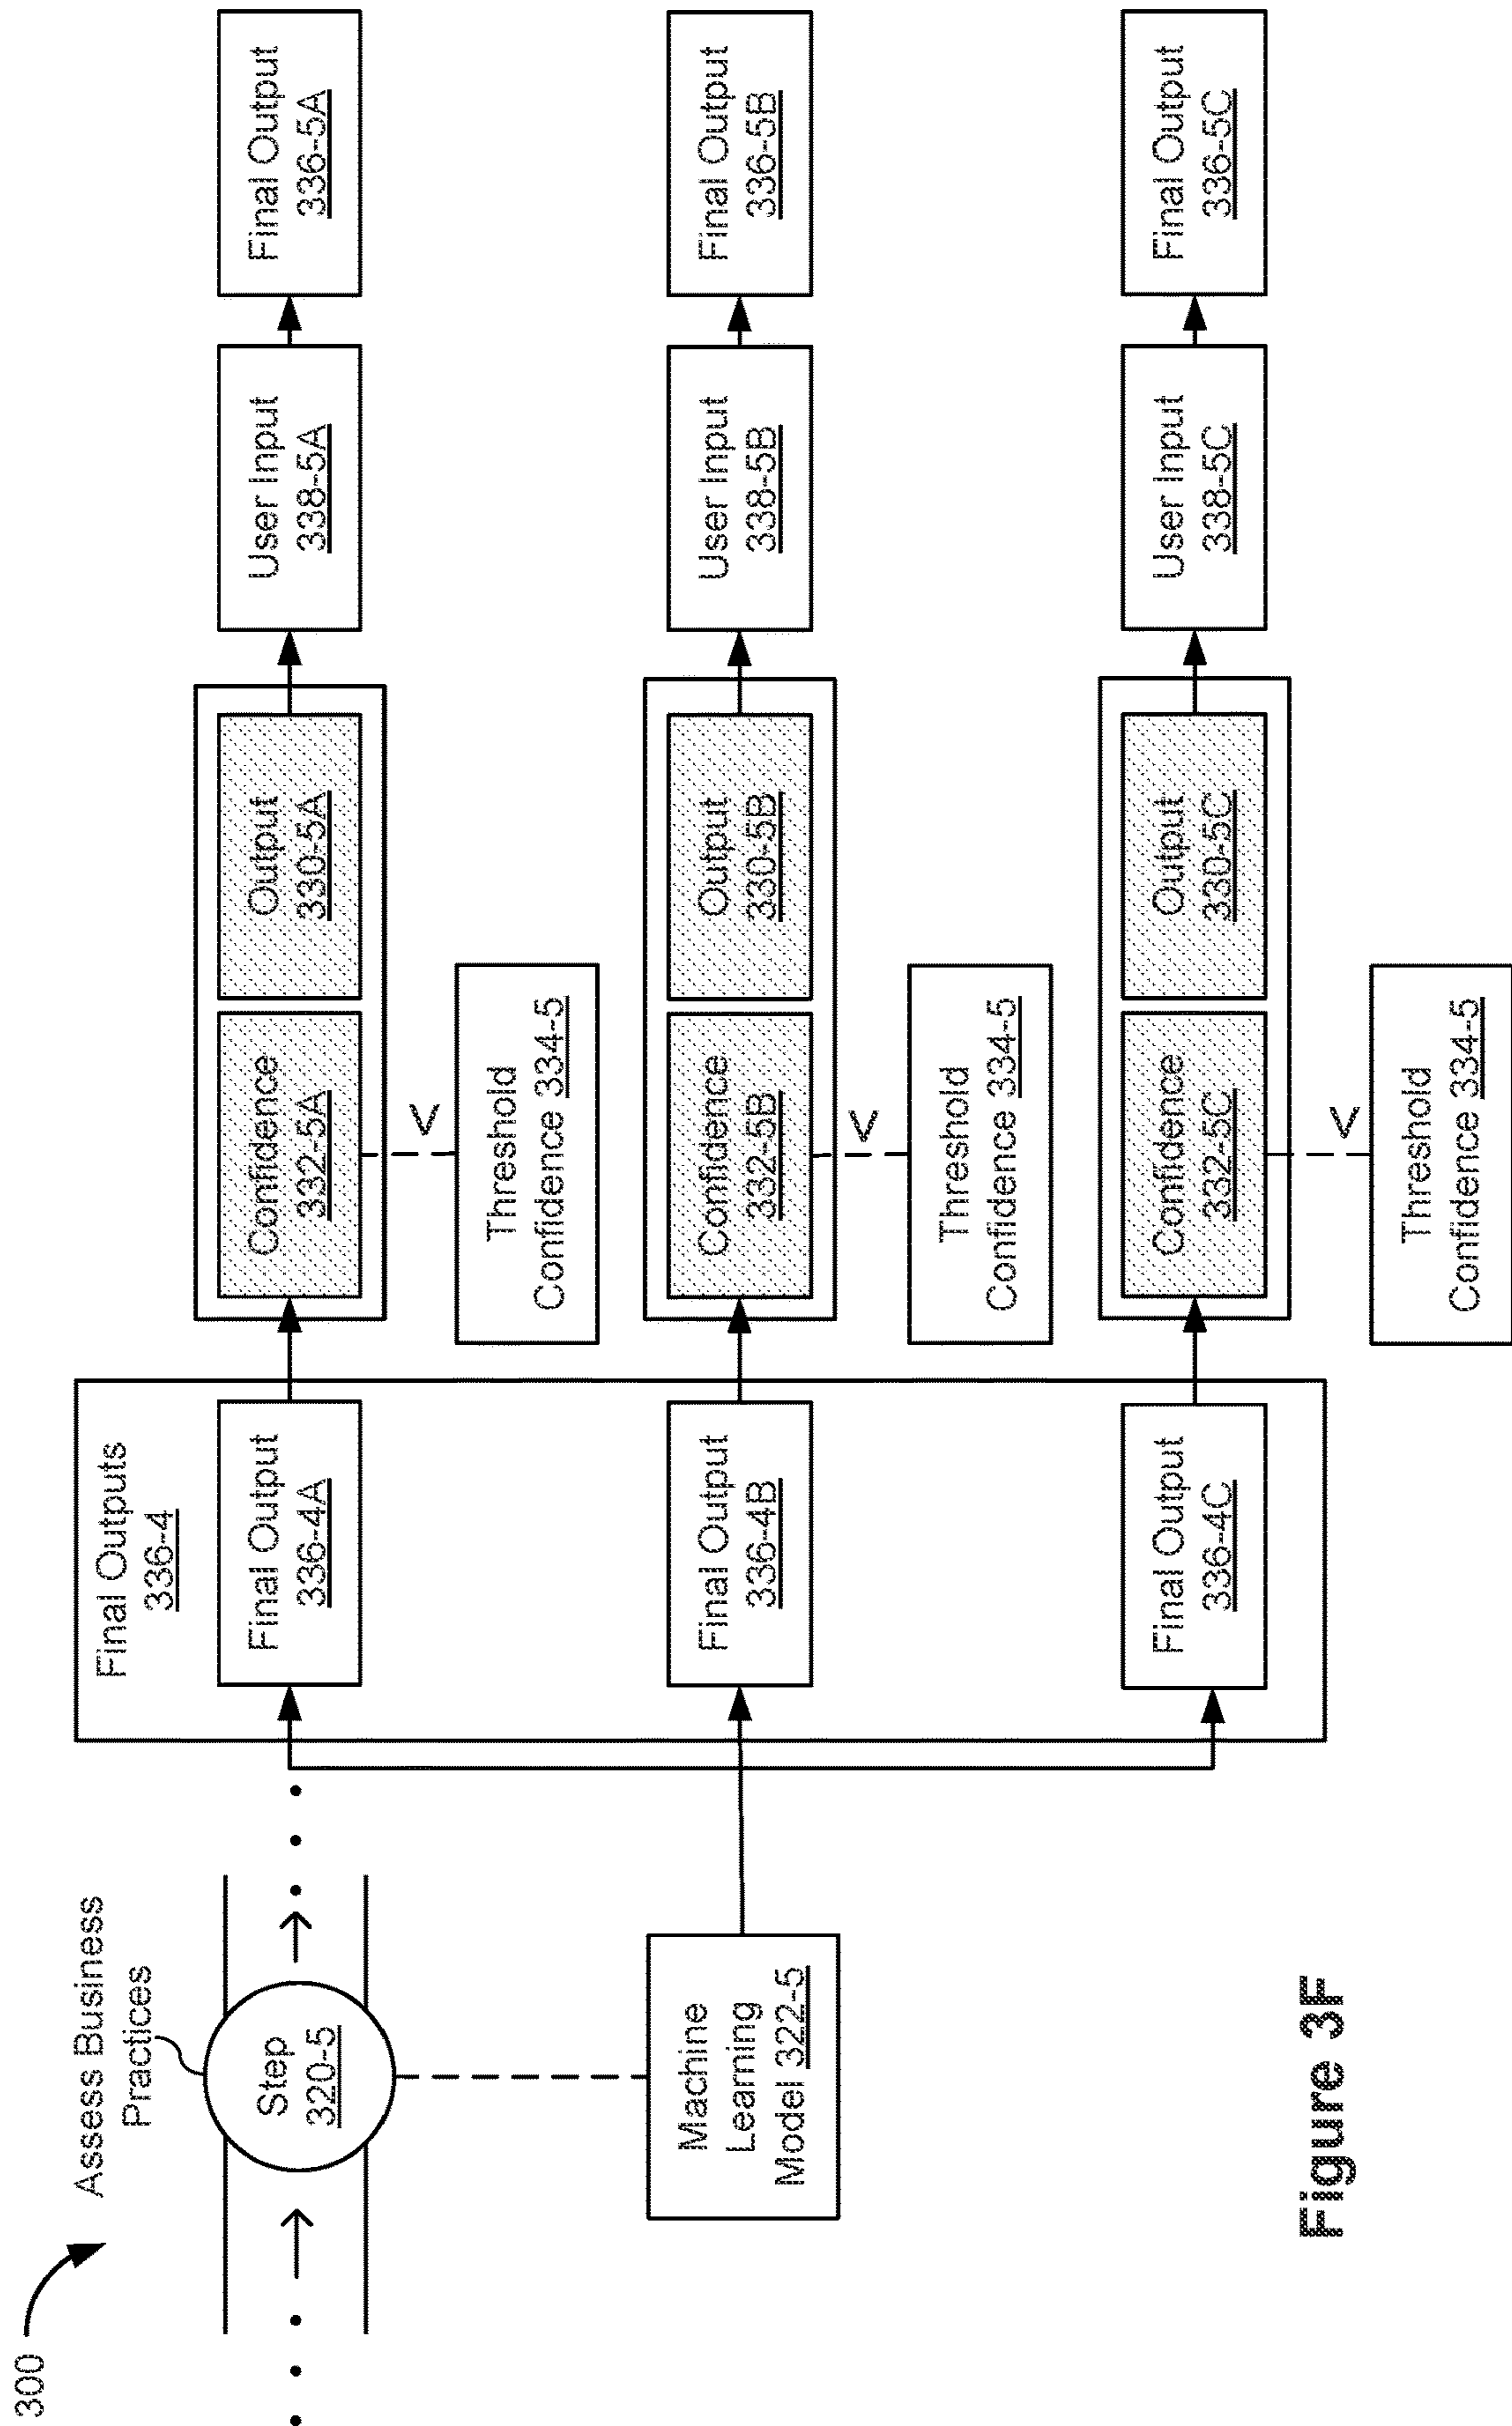 300
Assess Business
Practices
Step
320-5
Machine
Learning
Model 322-5
Final Outputs
336-4
Final Output
336-4A
Confidence
332-5A
Output
330-5A
User Input
338-5A
Final Output
336-5A
<
Threshold
Confidence 334-5
Final Output
336-4B
Confidence
332-5B
Output
330-5B
User Input
338-5B
Final Output
336-5B
<
Threshold
Confidence 334-5
Final Output
336-4C
Confidence
332-5C
Output
330-5C
User Input
338-5C
Final Output
336-5C
<
Threshold
Confidence 334-5
Figure 3F